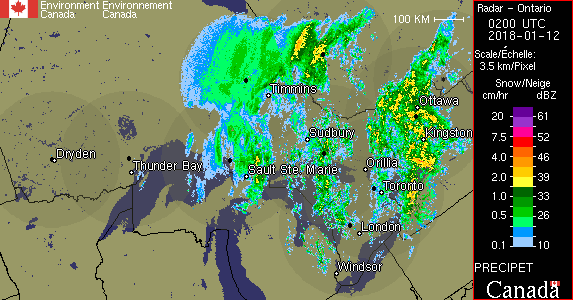 Environment Environnement
Canada Canada
100 KM
Timmins
Ottawa
Sudbury
Kingston
Dryden
Thunder Bay
Sault Ste. Marie
Orillia
Toronto
London
Windsor
Radar - Ontario
0200 UTC
2018-01-12
Scale/Échelle:
3.5 km/Pixel
Snow/Neige
cm/hr dBZ
20 61
7.5 52
4.0 46
2.0 39
1.0 33
0.5 26
0.1 10
PRECIPET
Canada